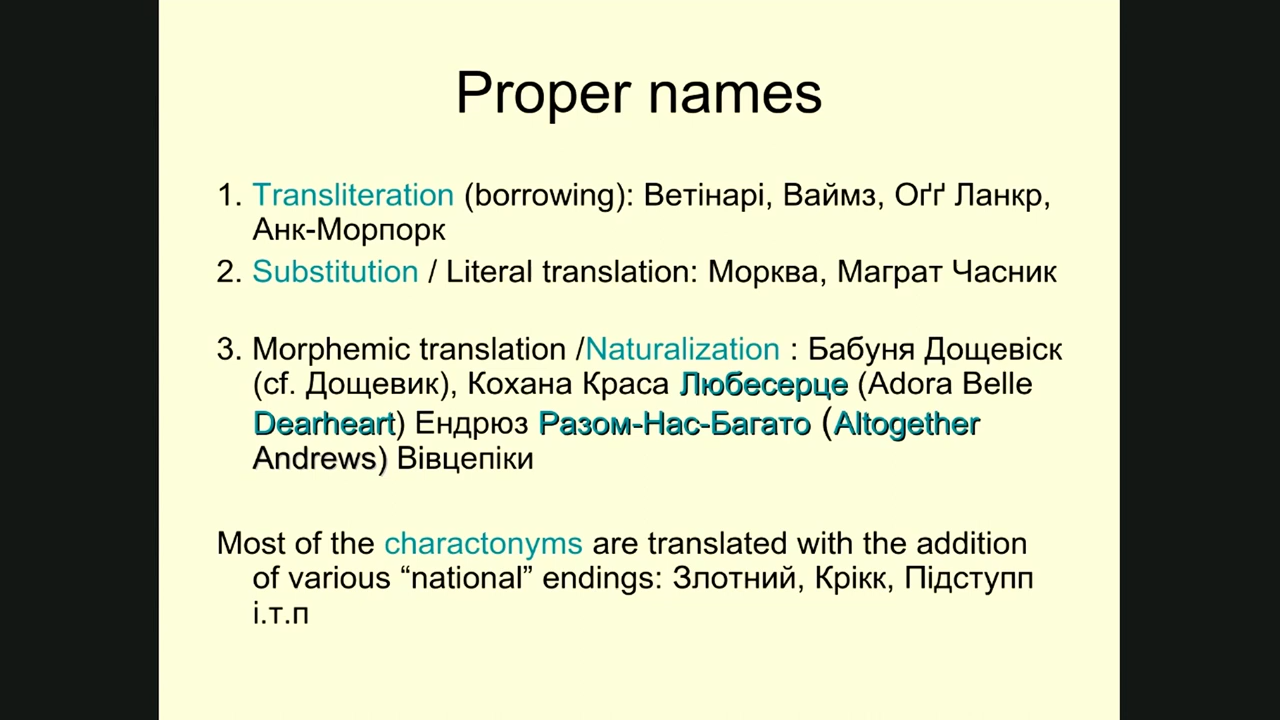 Proper names
1. Transliteration (borrowing): Ветінарі, Ваймз, Оґґ Ланкр,
Анк-Морпорк
2. Substitution / Literal translation: Морква, Маграт Часник
3. Morphemic translation /Naturalization : Бабуня Дощевіск
(cf. Дощевик), Кохана Краса Любесерце (Adora Belle
Dearheart) Ендрюз Разом-Нас-Багато (Altogether
Andrews) Вівцепіки
Most of the charactonyms are translated with the addition
of various “national” endings: Злотний, Крікк, Підступп
і.т.п